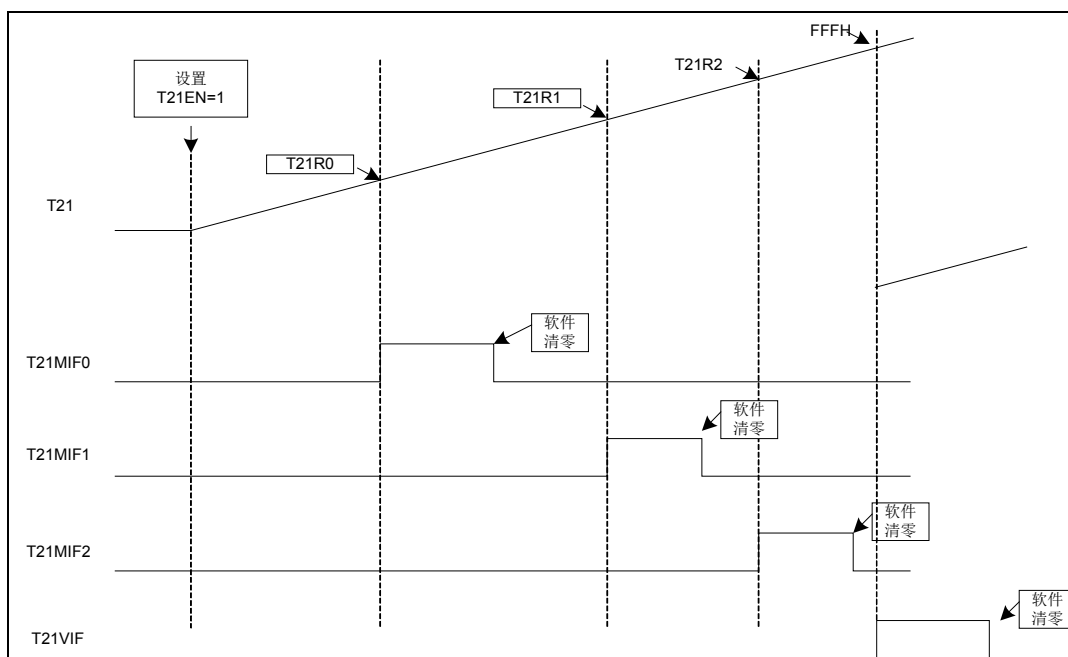 FFFH
设置
T21EN=1
T21R2
T21R1
T21R0
T21
软件
清零
T21MIF0
软件
清零
T21MIF1
软件
清零
T21MIF2
软件
清零
T21VIF